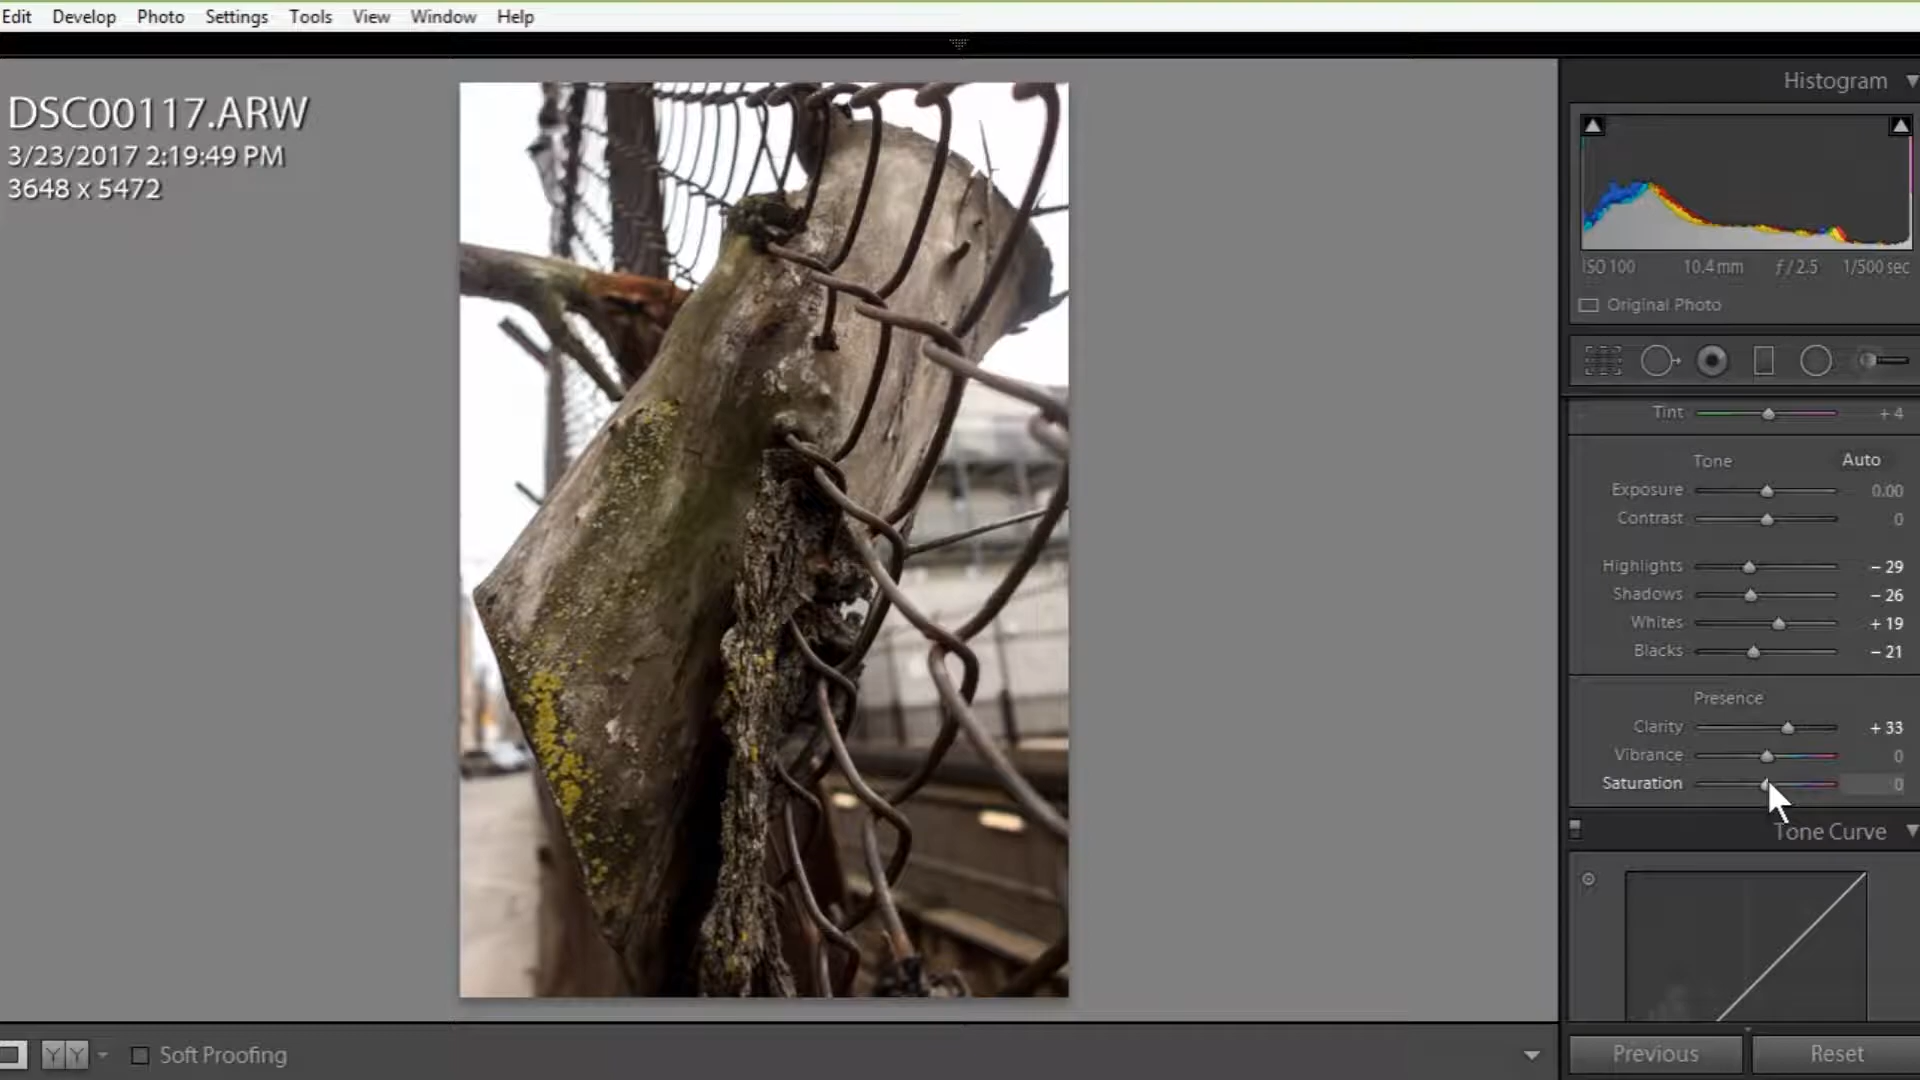 Edit Develop Photo Settings Tools View Window Help
DSC00117.ARW
3/23/2017 2:19:49 PM
3648 x 5472
Histogram
ISO 100 10.4 mm ƒ / 2.5 1/500 sec
Original Photo
Tint + 4
Tone Auto
Exposure 0.00
Contrast 0
Highlights – 29
Shadows – 26
Whites + 19
Blacks – 21
Presence
Clarity + 33
Vibrance 0
Saturation 0
Tone Curve
YY Soft Proofing
Previous Reset